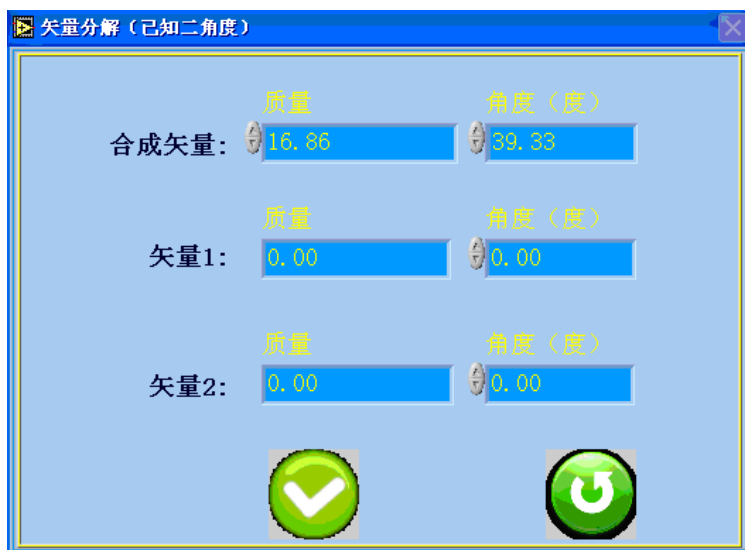 矢量分解（己知二角度）
质量 角度（度）
合成矢量: 16.86 39.33
质量 角度（度）
矢量1: 0.00 0.00
质量 角度（度）
矢量2: 0.00 0.00